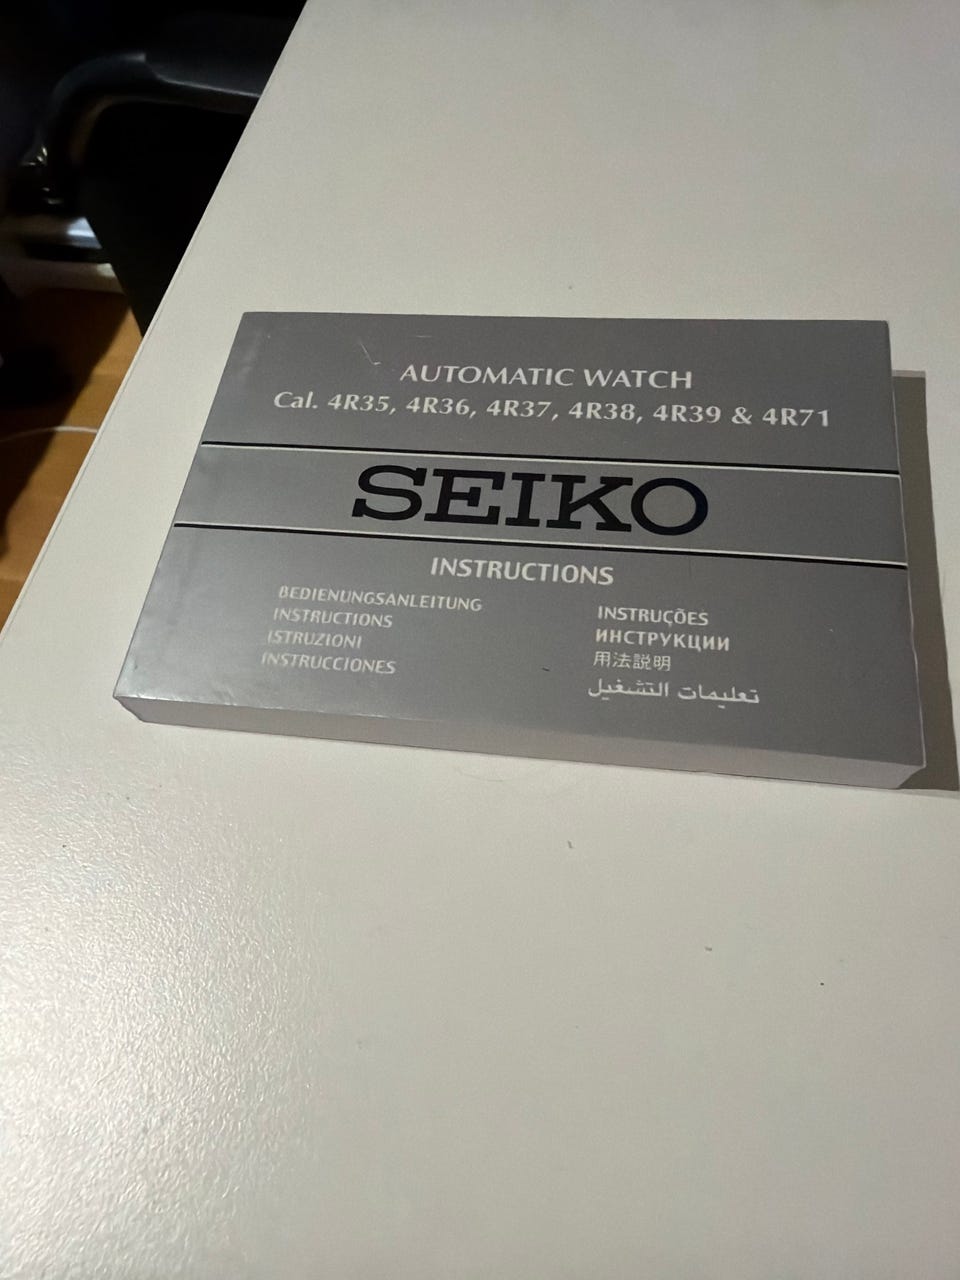 AUTOMATIC WATCH
Cal. 4R35, 4R36, 4R37, 4R38, 4R39 & 4R71
SEIKO
INSTRUCTIONS
BEDIENUNGSANLEITUNG
INSTRUCTIONS
ISTRUZIONI
INSTRUCCIONES
INSTRUÇÕES
ИНСТРУКЦИИ
用法説明
تعليمات التشغيل